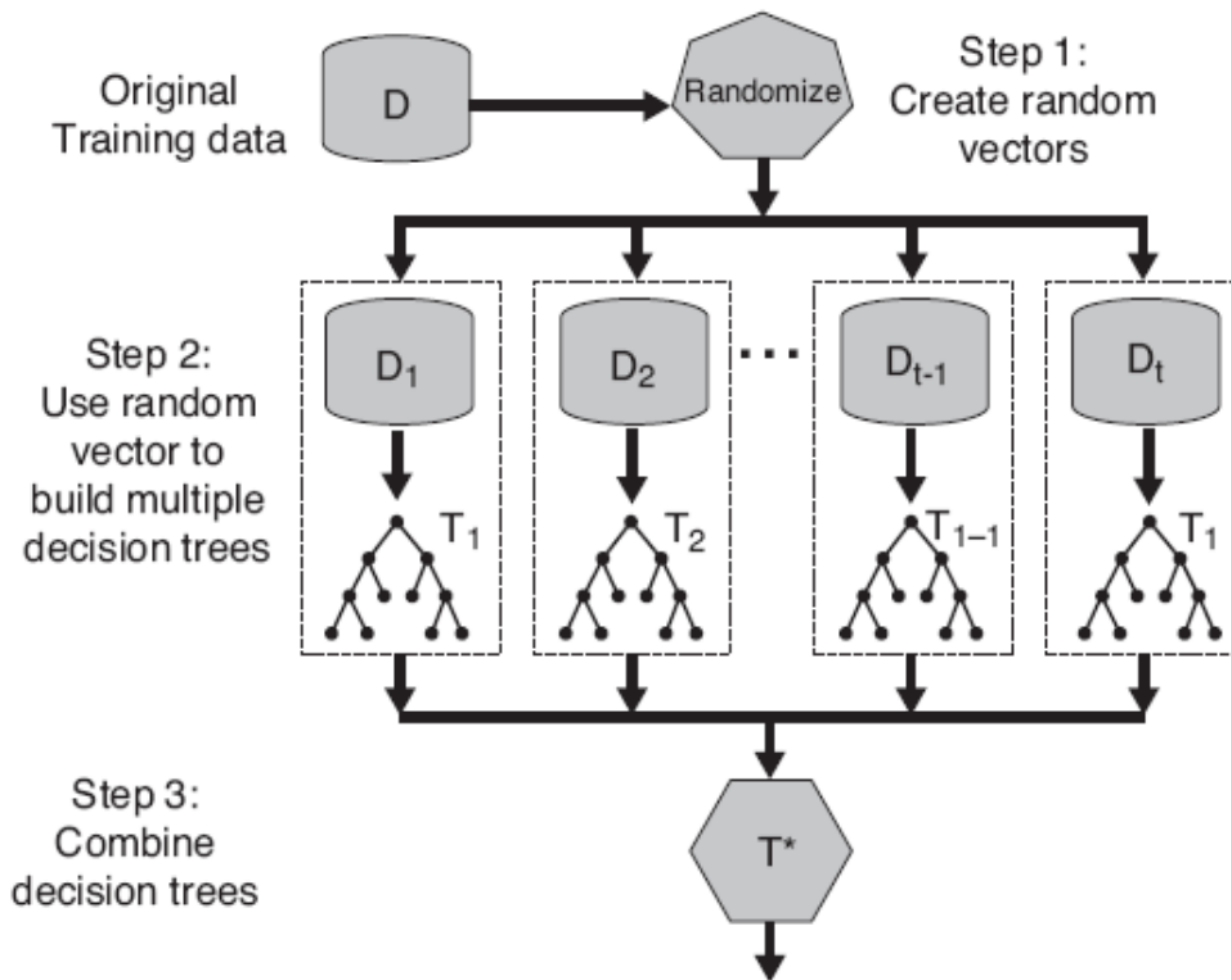 Original
Training data
D
Randomize
Step 1:
Create random
vectors
Step 2:
Use random
vector to
build multiple
decision trees
D₁
D₂
...
Dₜ₋₁
Dₜ
T₁
T₂
T₁₋₁
T₁
Step 3:
Combine
decision trees
T*